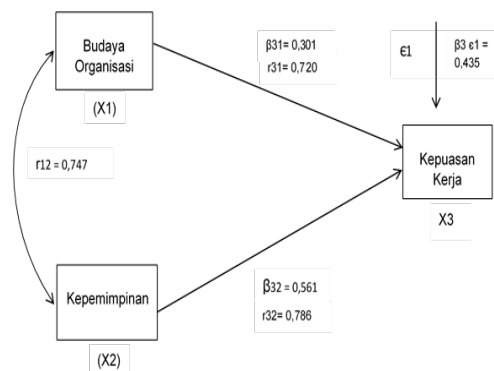 Budaya
Organisasi
(X1)
β31= 0,301
r31= 0,720
ϵ1
β3 ϵ1 =
0,435
Kepuasan
Kerja
X3
r12 = 0,747
Kepemimpinan
(X2)
β32 = 0,561
r32= 0,786